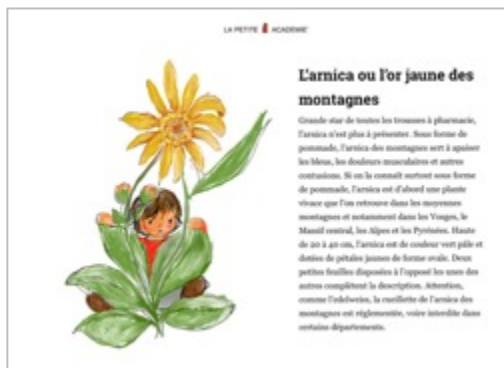 LA PETITE ACADEMIE
L'arnica ou l'or jaune des
montagnes
Grande star de toutes les trousses à pharmacie,
l'arnica n'est plus à présenter. Sous forme de
pommade, l'arnica des montagnes sert à apaiser
les bleus, les douleurs musculaires et autres
contusions. Si on la connaît surtout sous forme
de pommade, l'arnica est d'abord une plante
vivace que l'on retrouve dans les moyennes
montagnes et notamment dans les Vosges, le
Massif central, les Alpes et les Pyrénées. Haute
de 20 à 40 cm, l'arnica est de couleur vert pâle et
dotées de pétales jaunes de forme ovale. Deux
petites feuilles disposées à l'opposé les unes des
autres complètent la description. Attention,
comme l'edelweiss, la cueillette de l'arnica des
montagnes est réglementée, voire interdite dans
certains départements.